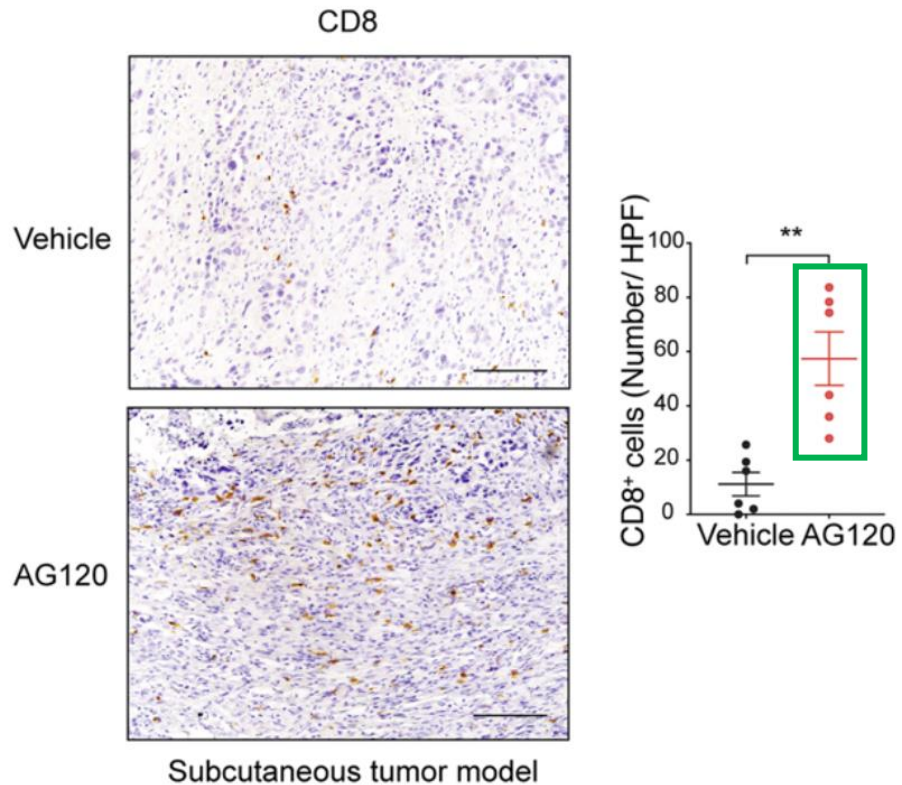 CD8
Vehicle
AG120
Subcutaneous tumor model
CD8⁺ cells (Number/ HPF)
**
100
80
60
40
20
0
Vehicle AG120